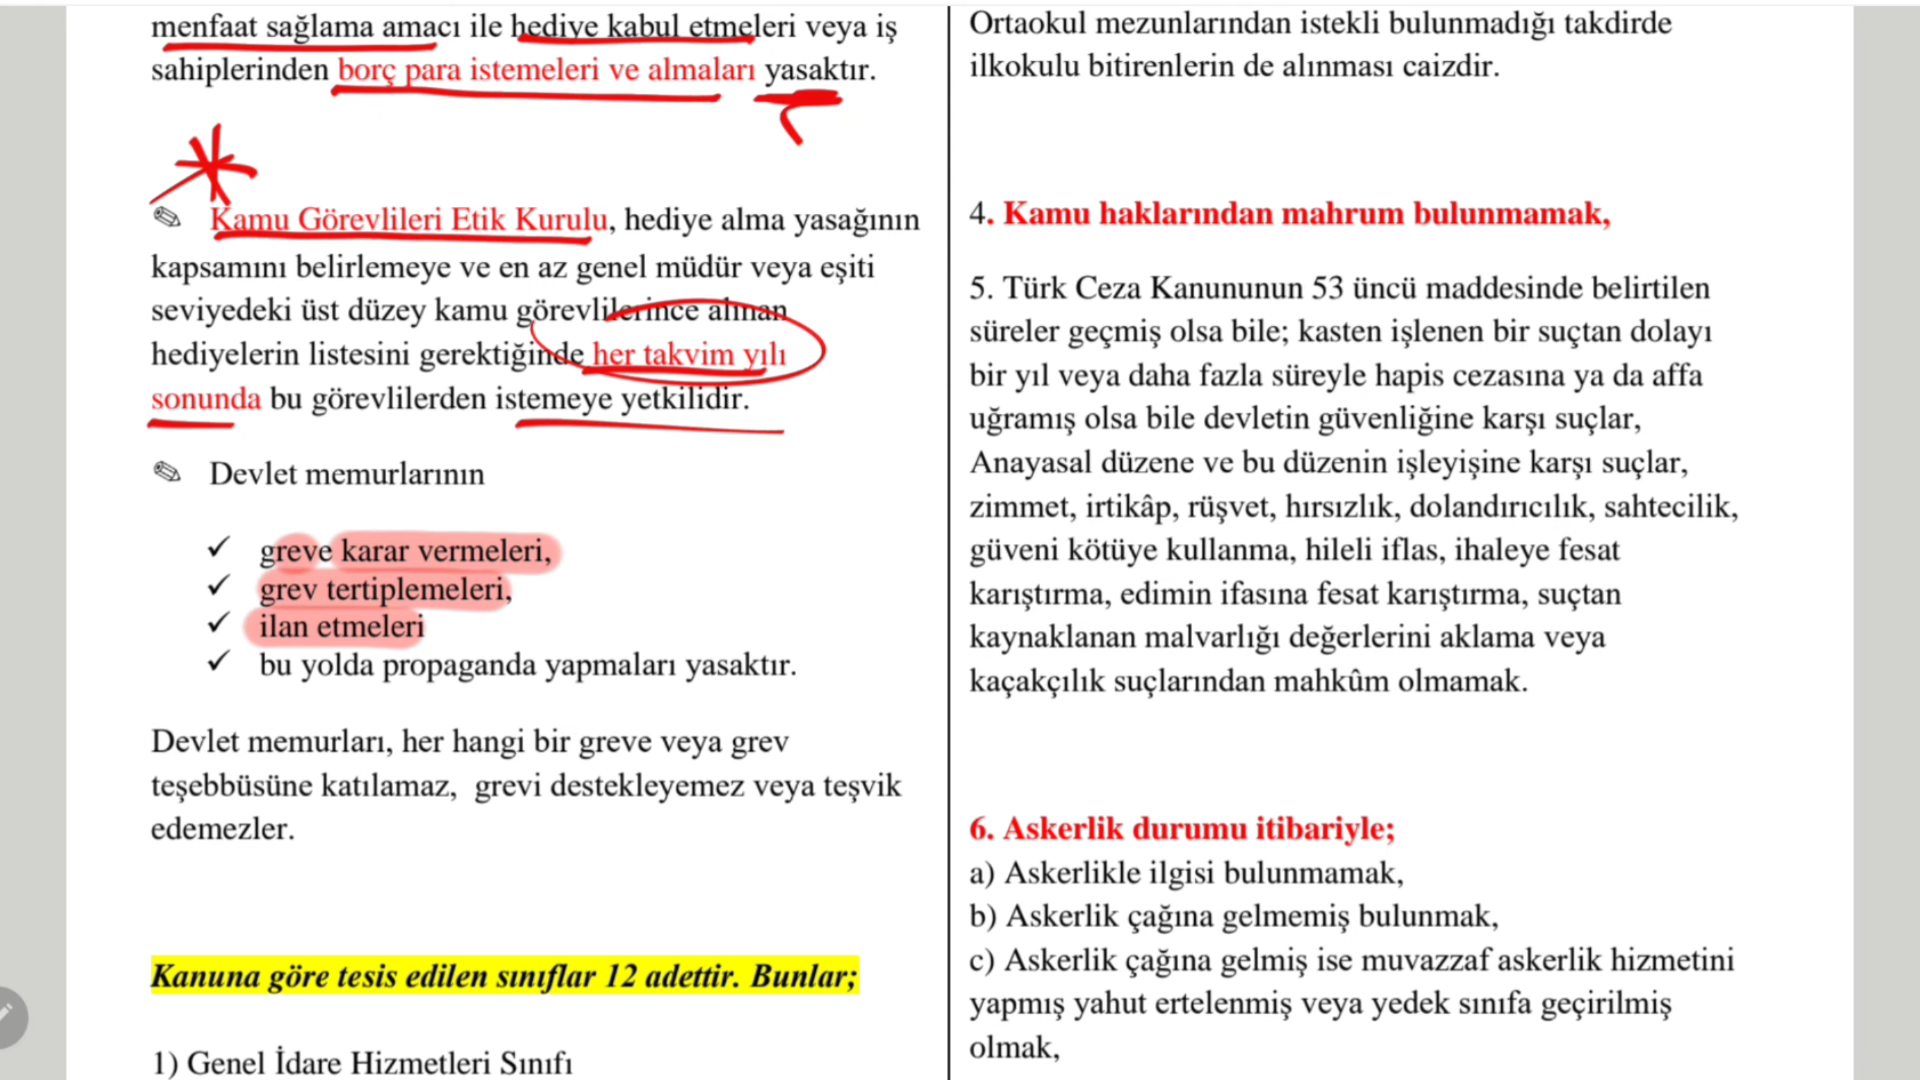 menfaat sağlama amacı ile hediye kabul etmeleri veya iş
sahiplerinden borç para istemeleri ve almaları yasaktır.
Kamu Görevlileri Etik Kurulu, hediye alma yasağının
kapsamını belirlemeye ve en az genel müdür veya eşiti
seviyedeki üst düzey kamu görevlilerince alınan
hediyelerin listesini gerektiğinde her takvim yılı
sonunda bu görevlilerden istemeye yetkilidir.
Devlet memurlarının
greve karar vermeleri,
grev tertiplemeleri,
ilan etmeleri
bu yolda propaganda yapmaları yasaktır.
Devlet memurları, her hangi bir greve veya grev
teşebbüsüne katılamaz, grevi destekleyemez veya teşvik
edemezler.
Kanuna göre tesis edilen sınıflar 12 adettir. Bunlar;
1) Genel İdare Hizmetleri Sınıfı
Ortaokul mezunlarından istekli bulunmadığı takdirde
ilkokulu bitirenlerin de alınması caizdir.
4. Kamu haklarından mahrum bulunmamak,
5. Türk Ceza Kanununun 53 üncü maddesinde belirtilen
süreler geçmiş olsa bile; kasten işlenen bir suçtan dolayı
bir yıl veya daha fazla süreyle hapis cezasına ya da affa
uğramış olsa bile devletin güvenliğine karşı suçlar,
Anayasal düzene ve bu düzenin işleyişine karşı suçlar,
zimmet, irtikâp, rüşvet, hırsızlık, dolandırıcılık, sahtecilik,
güveni kötüye kullanma, hileli iflas, ihaleye fesat
karıştırma, edimin ifasına fesat karıştırma, suçtan
kaynaklanan malvarlığı değerlerini aklama veya
kaçakçılık suçlarından mahkûm olmamak.
6. Askerlik durumu itibariyle;
a) Askerlikle ilgisi bulunmamak,
b) Askerlik çağına gelmemiş bulunmak,
c) Askerlik çağına gelmiş ise muvazzaf askerlik hizmetini
yapmış yahut ertelenmiş veya yedek sınıfa geçirilmiş
olmak,